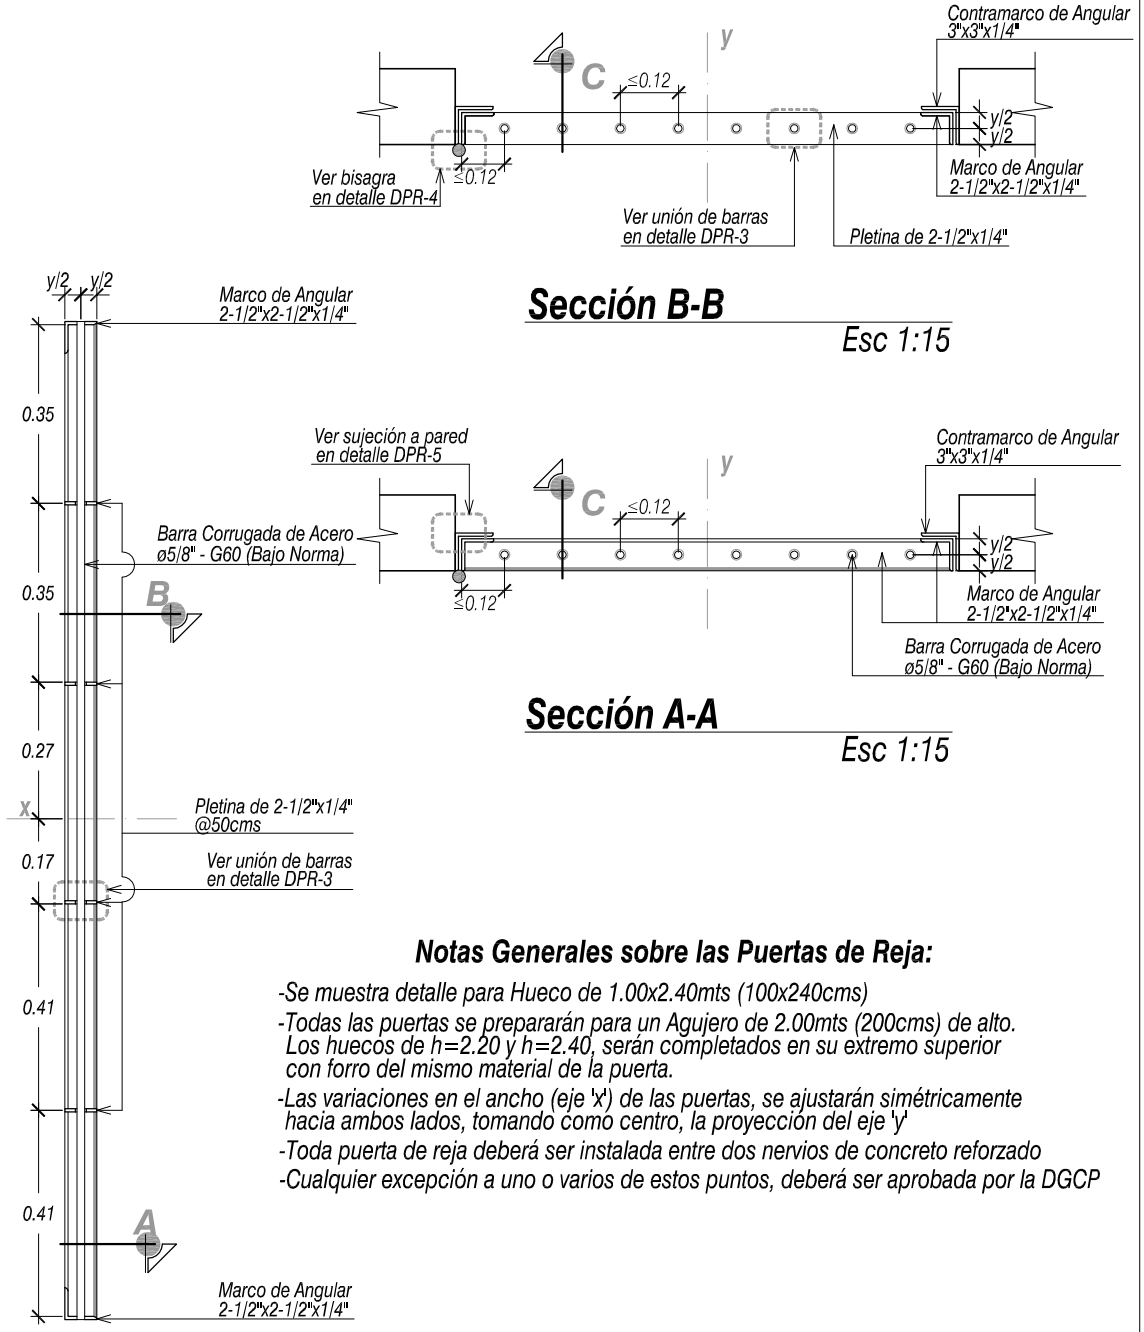 Contramarco de Angular
3"x3"x1/4"
y
C
≤0.12
y/2
y/2
Ver bisagra
en detalle DPR-4
≤0.12
Marco de Angular
2-1/2"x2-1/2"x1/4"
Ver unión de barras
en detalle DPR-3
Pletina de 2-1/2"x1/4"
Sección B-B
Esc 1:15
y/2 y/2
Marco de Angular
2-1/2"x2-1/2"x1/4"
0.35
Ver sujeción a pared
en detalle DPR-5
y
Contramarco de Angular
3"x3"x1/4"
C
≤0.12
y/2
y/2
Barra Corrugada de Acero
ø5/8" - G60 (Bajo Norma)
0.35
B
≤0.12
Marco de Angular
2-1/2"x2-1/2"x1/4"
Barra Corrugada de Acero
ø5/8" - G60 (Bajo Norma)
Sección A-A
Esc 1:15
0.27
x
Pletina de 2-1/2"x1/4"
@50cms
0.17
Ver unión de barras
en detalle DPR-3
Notas Generales sobre las Puertas de Reja:
-Se muestra detalle para Hueco de 1.00x2.40mts (100x240cms)
-Todas las puertas se prepararán para un Agujero de 2.00mts (200cms) de alto.
Los huecos de h=2.20 y h=2.40, serán completados en su extremo superior
con forro del mismo material de la puerta.
-Las variaciones en el ancho (eje 'x') de las puertas, se ajustarán simétricamente
hacia ambos lados, tomando como centro, la proyección del eje 'y'
-Toda puerta de reja deberá ser instalada entre dos nervios de concreto reforzado
-Cualquier excepción a uno o varios de estos puntos, deberá ser aprobada por la DGCP
0.41
0.41
A
Marco de Angular
2-1/2"x2-1/2"x1/4"